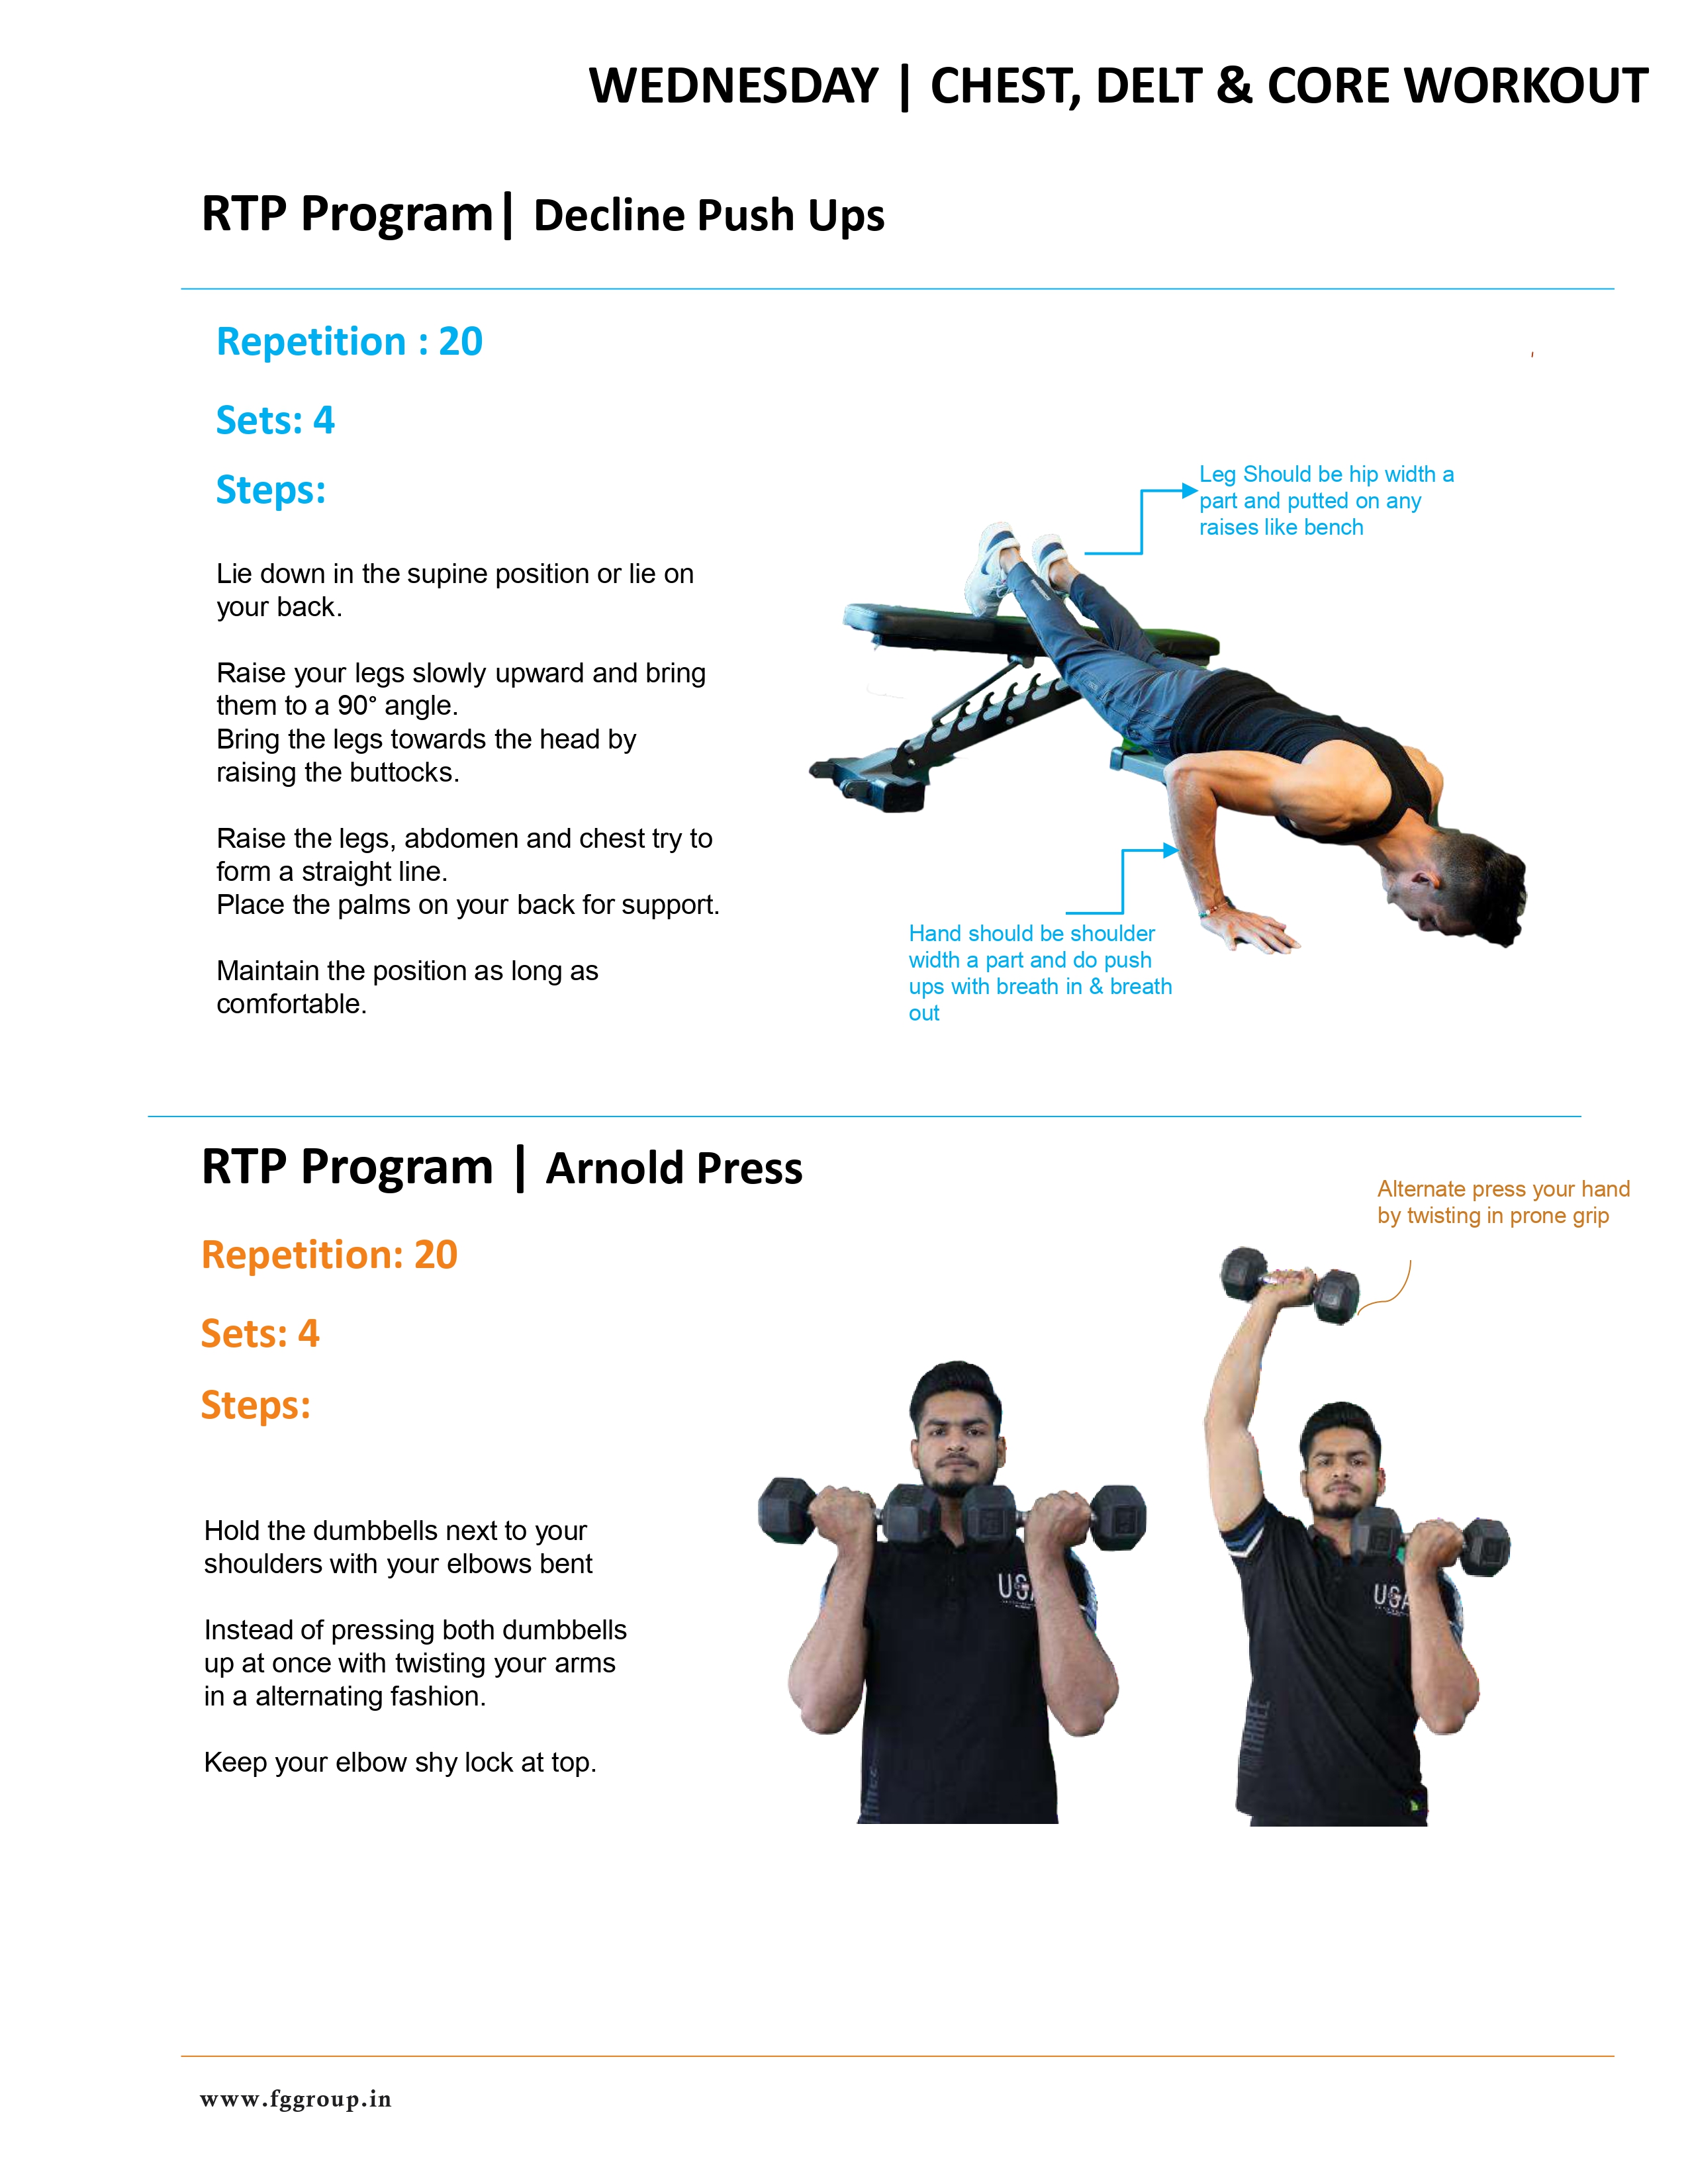 WEDNESDAY | CHEST, DELT & CORE WORKOUT
RTP Program| Decline Push Ups
Repetition : 20
Sets: 4
Steps:
Lie down in the supine position or lie on
your back.
Raise your legs slowly upward and bring
them to a 90° angle.
Bring the legs towards the head by
raising the buttocks.
Raise the legs, abdomen and chest try to
form a straight line.
Place the palms on your back for support.
Maintain the position as long as
comfortable.
Leg Should be hip width a
part and putted on any
raises like bench
Hand should be shoulder
width a part and do push
ups with breath in & breath
out
RTP Program | Arnold Press
Repetition: 20
Sets: 4
Steps:
Hold the dumbbells next to your
shoulders with your elbows bent
Instead of pressing both dumbbells
up at once with twisting your arms
in a alternating fashion.
Keep your elbow shy lock at top.
Alternate press your hand
by twisting in prone grip
USA
THREE
www.fggroup.in